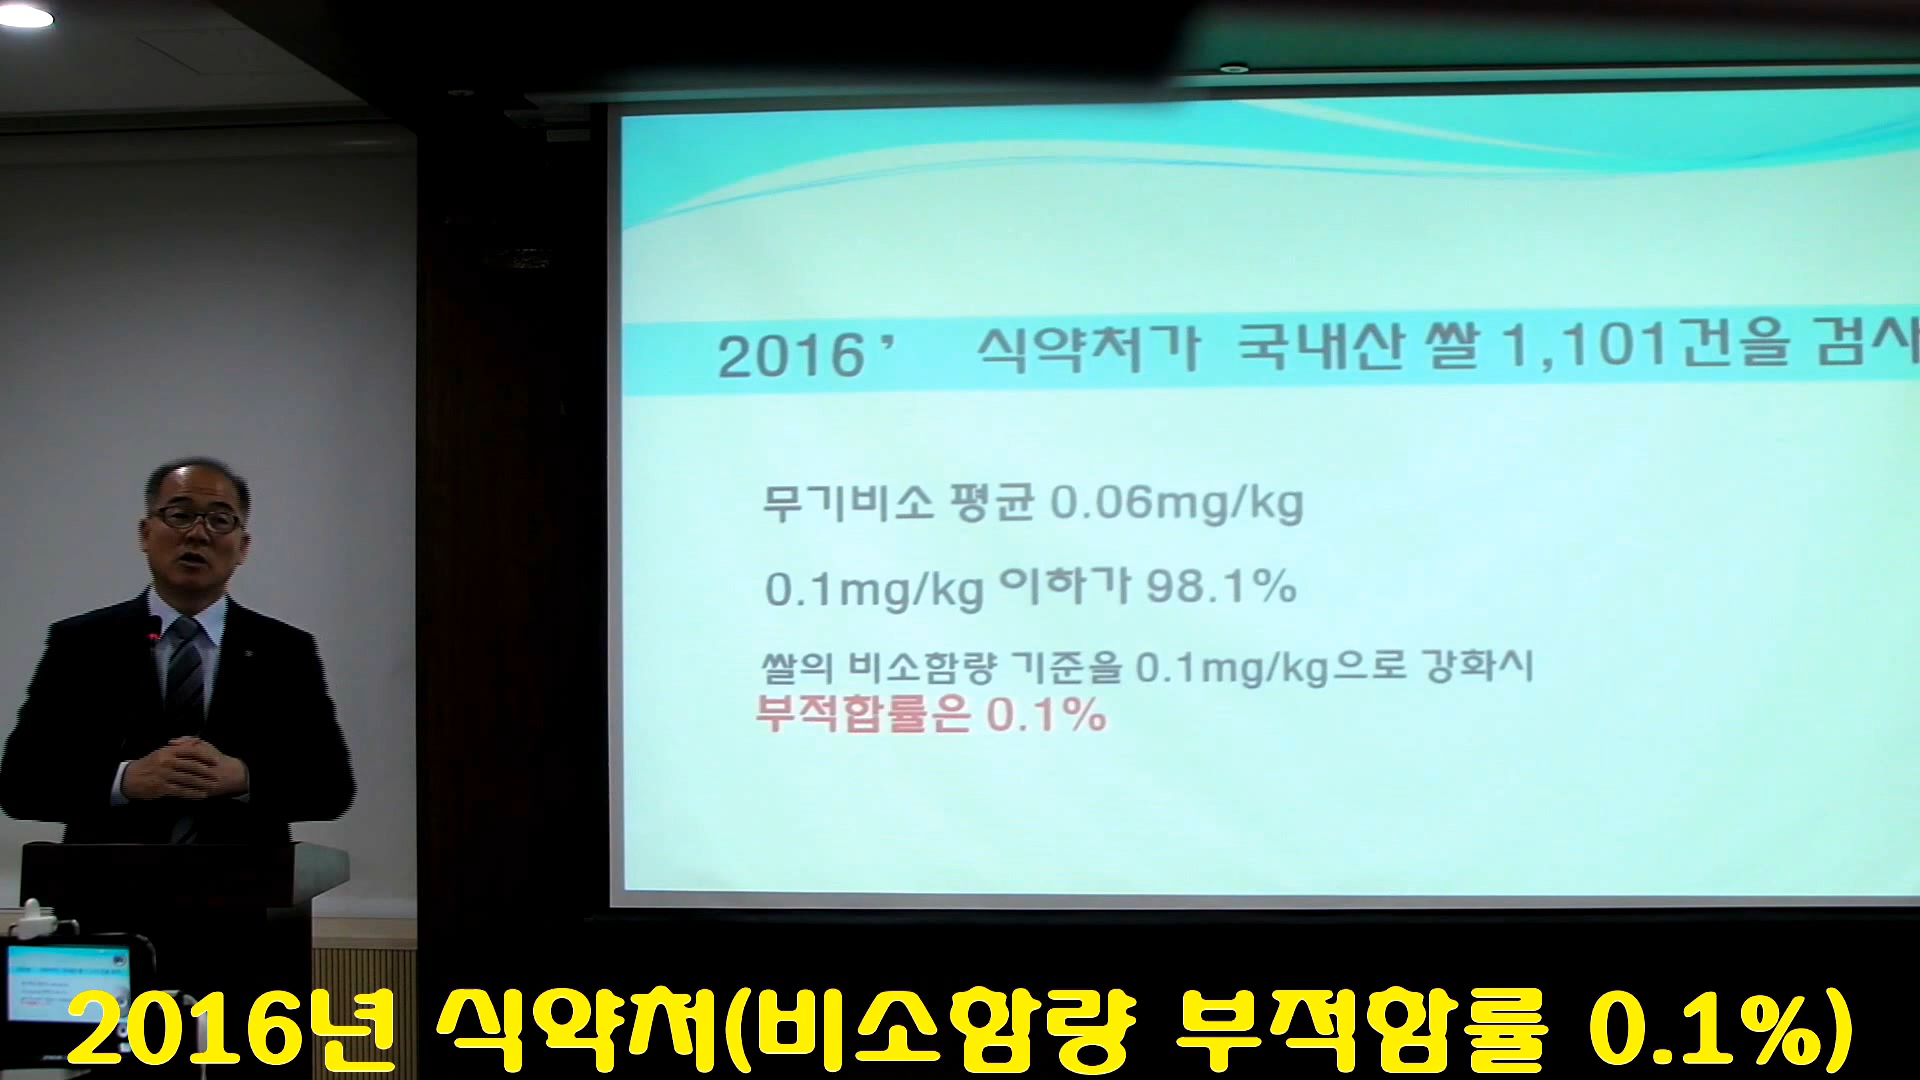 2016’ 식약처가 국내산 쌀 1,101건을 검사
무기비소 평균 0.06mg/kg
0.1mg/kg 이하가 98.1%
쌀의 비소함량 기준을 0.1mg/kg으로 강화시
부적합률은 0.1%
2016년 식약처(비소함량 부적합률 0.1%)